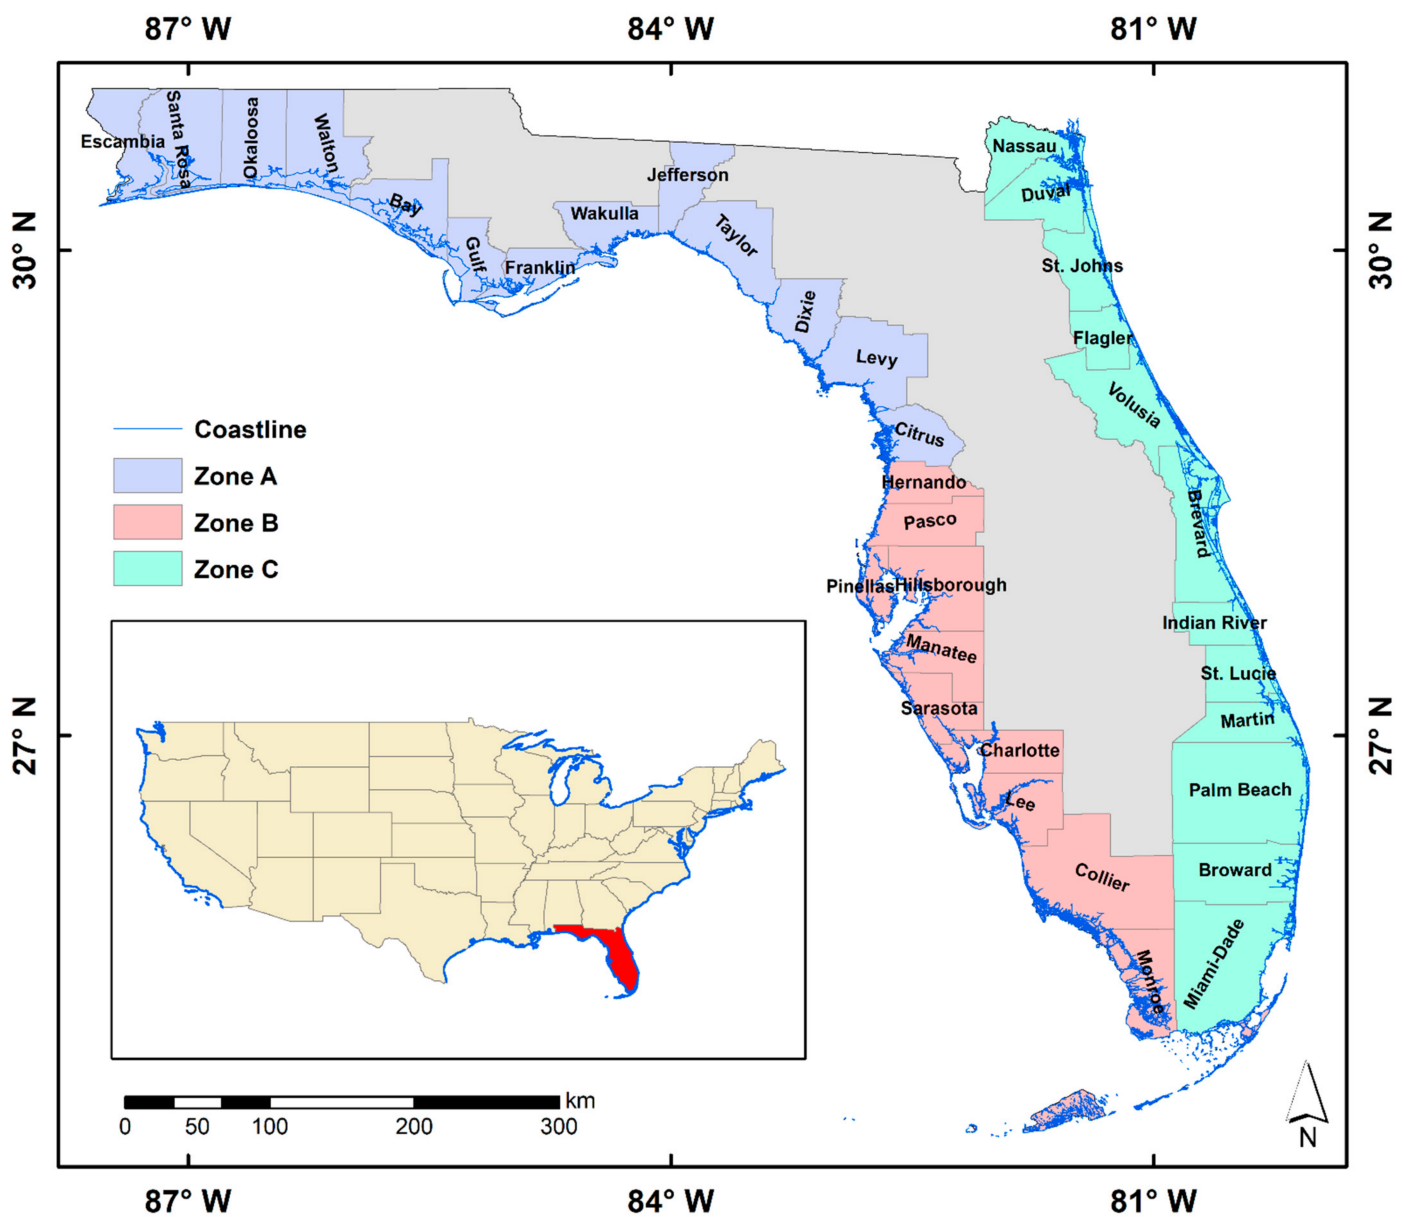 87° W 84° W 81° W
30° N
27° N
30° N
27° N
Escambia
Santa Rosa
Okaloosa
Walton
Bay
Gulf
Franklin
Wakulla
Jefferson
Taylor
Dixie
Levy
Citrus
Hernando
Pasco
Pinellas
Hillsborough
Manatee
Sarasota
Charlotte
Lee
Collier
Monroe
Nassau
Duval
St. Johns
Flagler
Volusia
Brevard
Indian River
St. Lucie
Martin
Palm Beach
Broward
Miami-Dade
Coastline
Zone A
Zone B
Zone C
km
0 50 100 200 300
N
87° W 84° W 81° W